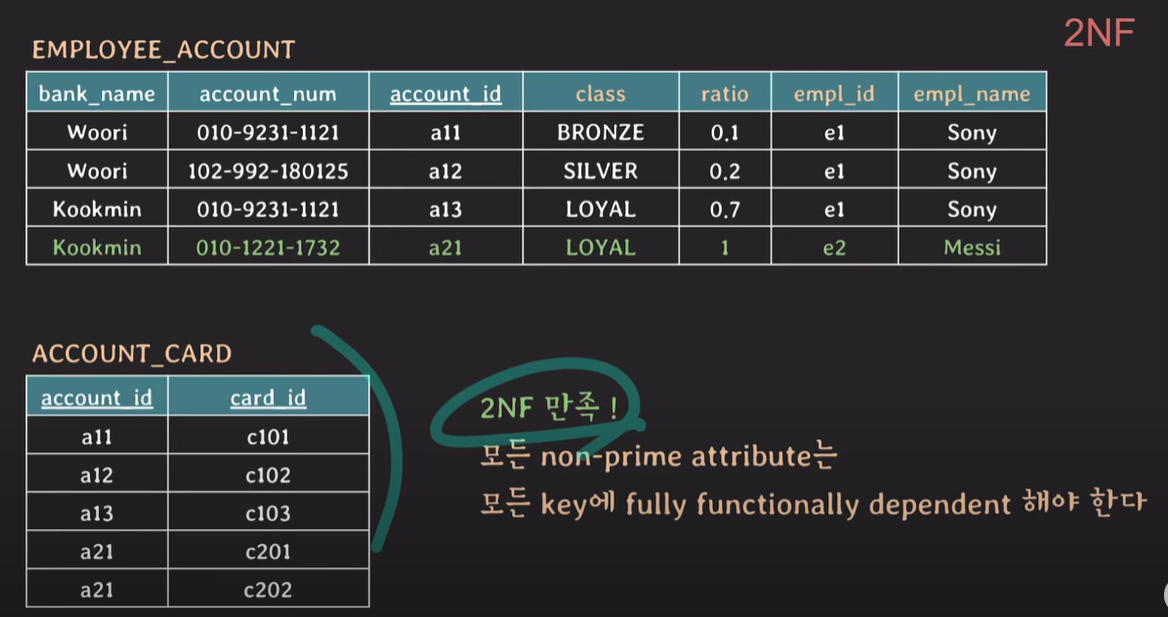 2NF
EMPLOYEE_ACCOUNT
bank_name account_num account_id class ratio empl_id empl_name
Woori 010-9231-1121 a11 BRONZE 0.1 e1 Sony
Woori 102-992-180125 a12 SILVER 0.2 e1 Sony
Kookmin 010-9231-1121 a13 LOYAL 0.7 e1 Sony
Kookmin 010-1221-1732 a21 LOYAL 1 e2 Messi
ACCOUNT_CARD
account_id card_id
a11 c101
a12 c102
a13 c103
a21 c201
a21 c202
2NF 만족!
모든 non-prime attribute는
모든 key에 fully functionally dependent 해야 한다